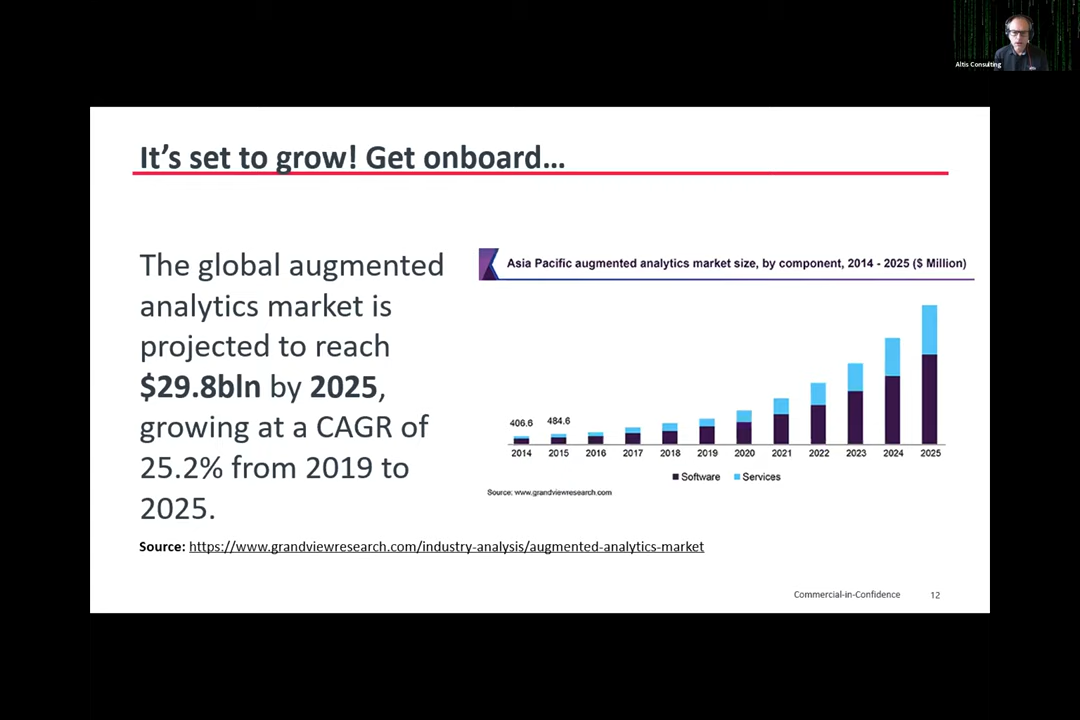 Altis Consulting
It’s set to grow! Get onboard…
The global augmented
analytics market is
projected to reach
$29.8bln by 2025,
growing at a CAGR of
25.2% from 2019 to
2025.
Asia Pacific augmented analytics market size, by component, 2014 - 2025 ($ Million)
406.6 484.6
2014 2015 2016 2017 2018 2019 2020 2021 2022 2023 2024 2025
Software Services
Source: www.grandviewresearch.com
Source: https://www.grandviewresearch.com/industry-analysis/augmented-analytics-market
Commercial-in-Confidence 12